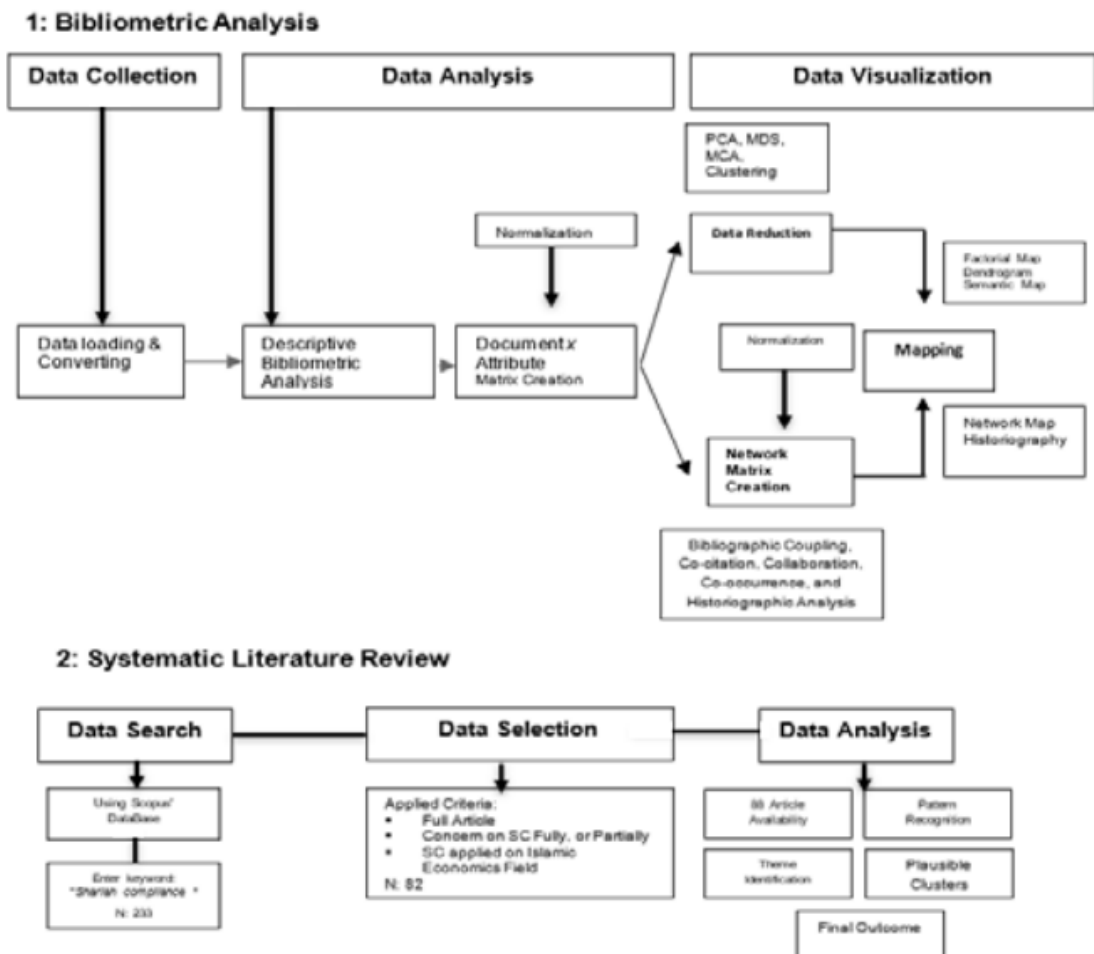 1: Bibliometric Analysis
Data Collection
Data Analysis
Data Visualization
PCA, MDS,
MCA,
Clustering
Normalization
Data Reduction
Factorial Map
Dendrogram
Semantic Map
Data loading &
Converting
Descriptive
Bibliometric
Analysis
Document x
Attribute
Matrix Creation
Normalization
Mapping
Network
Matrix
Creation
Network Map
Historiography
Bibliographic Coupling,
Co-citation, Collaboration,
Co-occurrence, and
Historiographic Analysis
2: Systematic Literature Review
Data Search
Data Selection
Data Analysis
Using Scopus'
DataBase
Enter keyword:
"Shariah compliance "
N: 233
Applied Criteria:
▪ Full Article
▪ Concern on SC Fully, or Partially
▪ SC applied on Islamic
Economics Field
N: 82
88 Article
Availability
Pattern
Recognition
Theme
Identification
Plausible
Clusters
Final Outcome